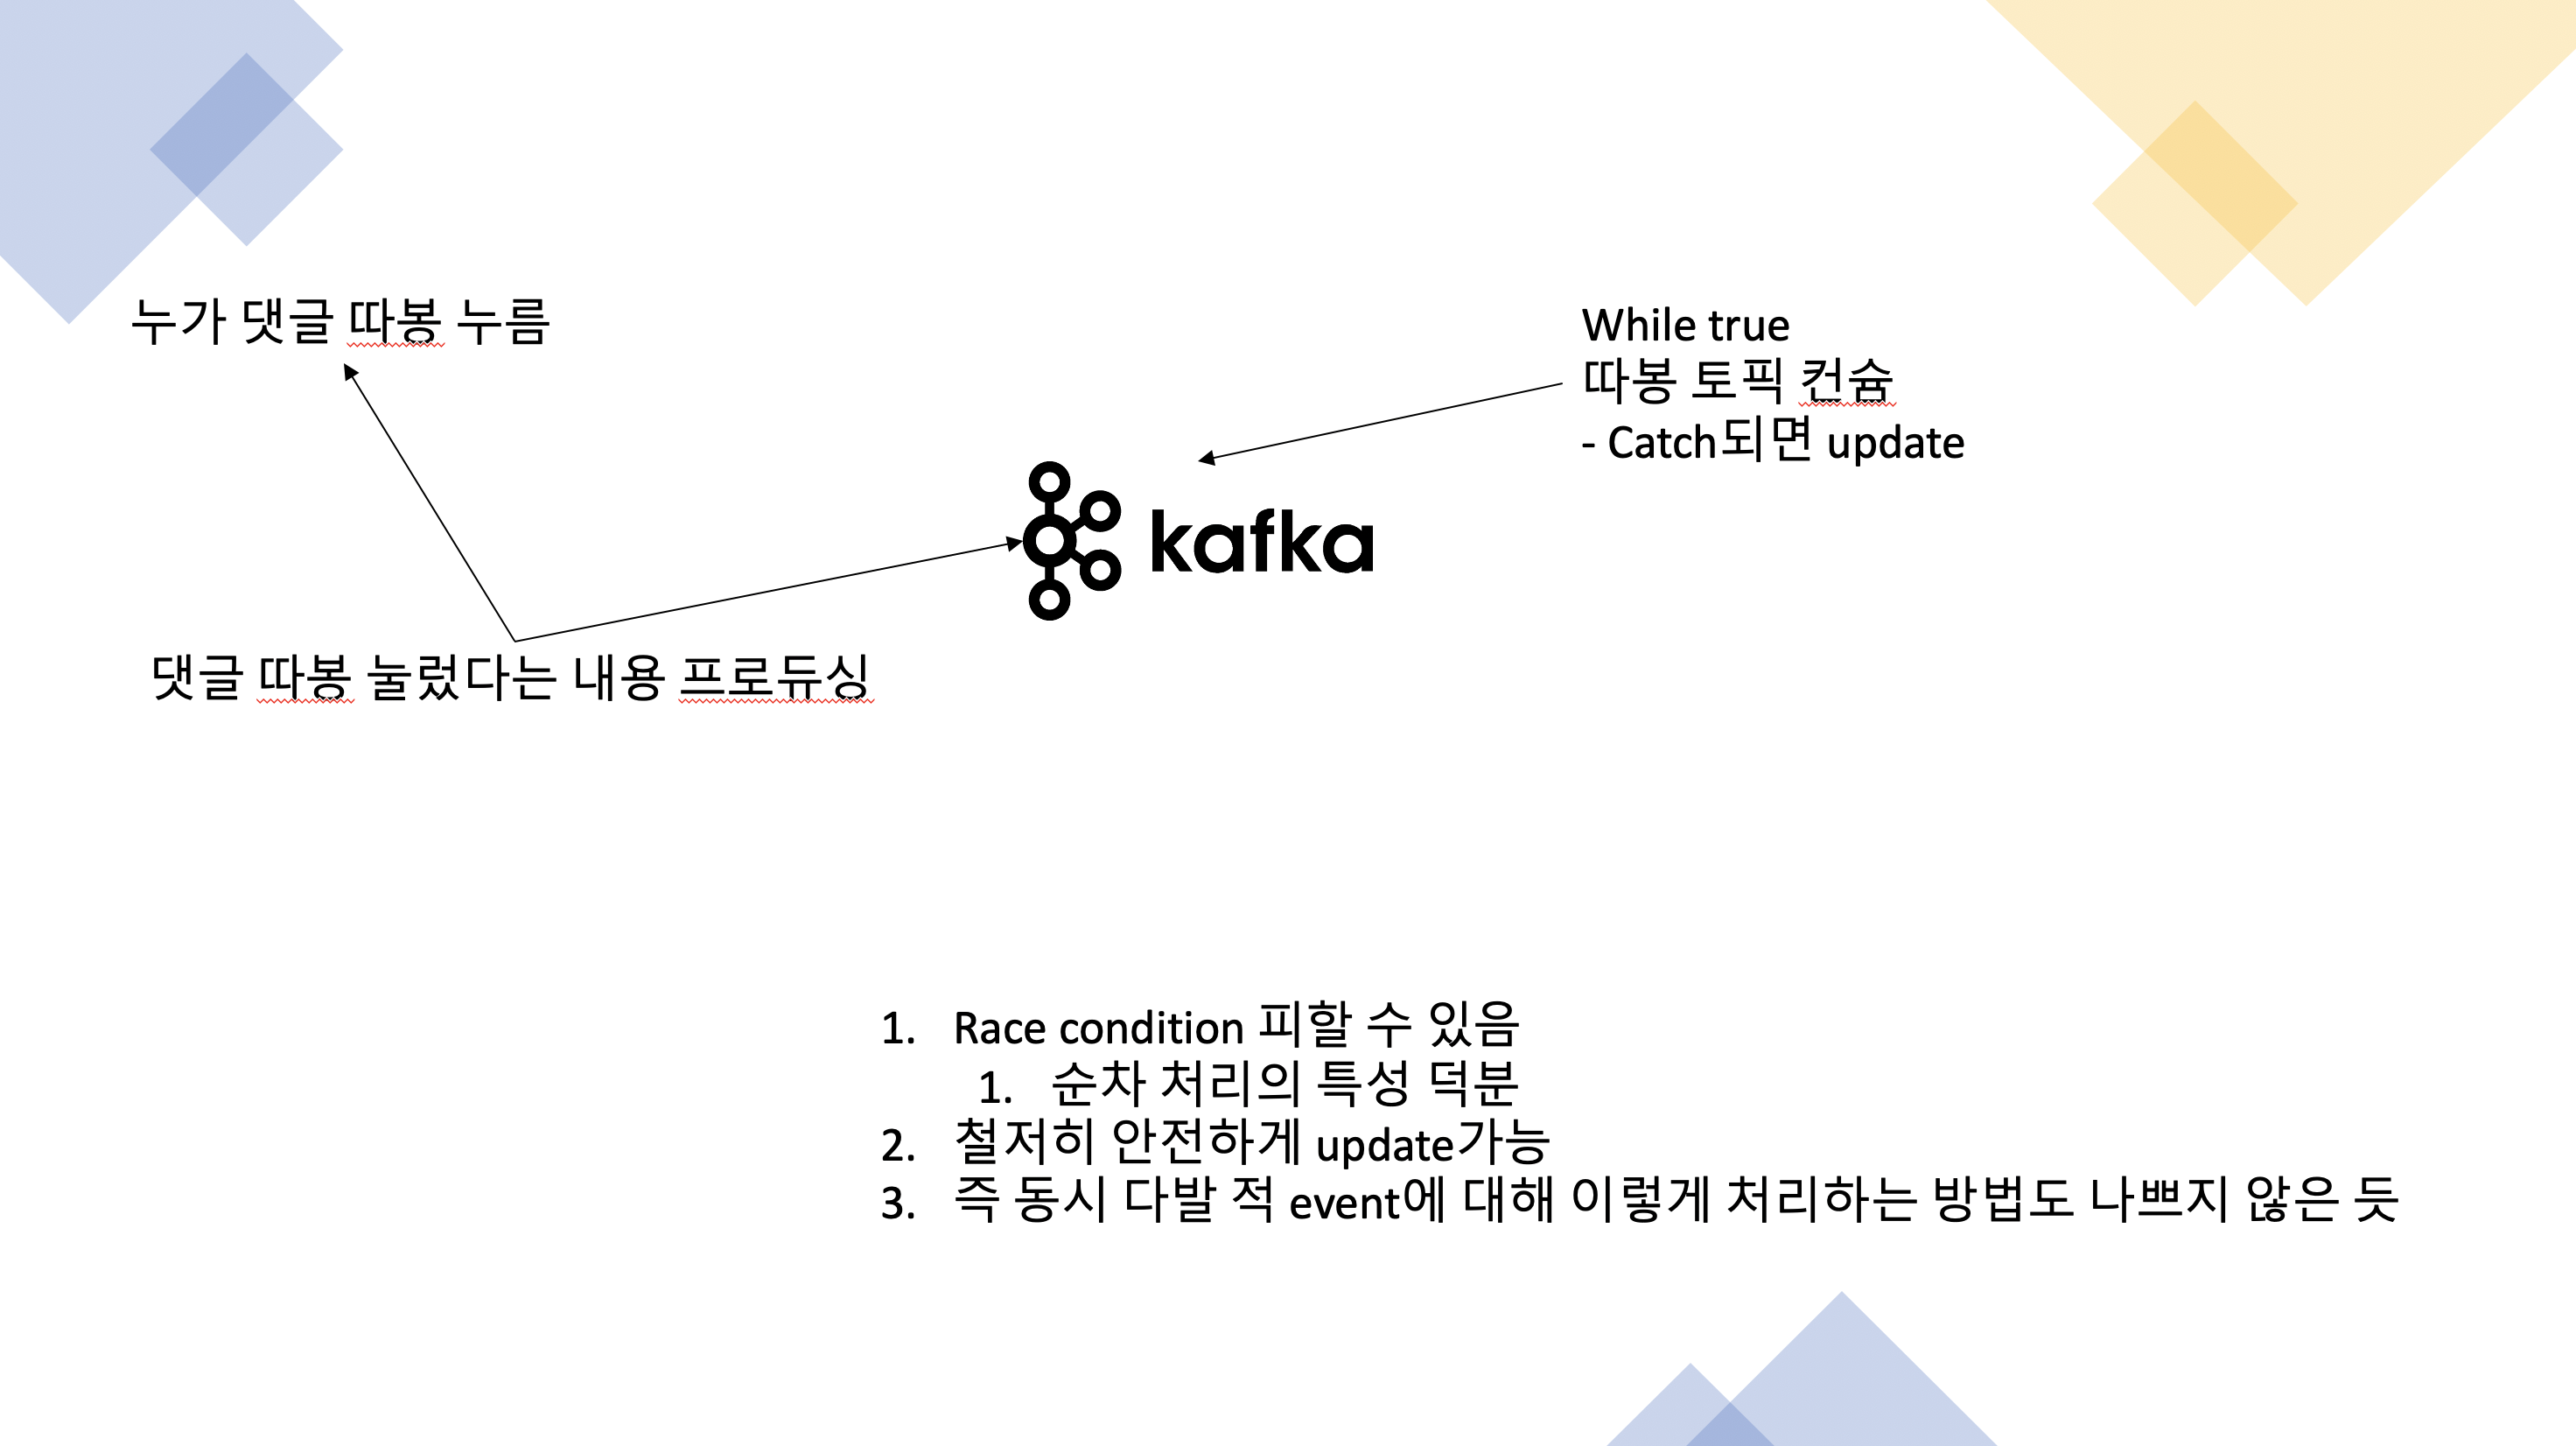 누가 댓글 따봉 누름
While true
따봉 토픽 컨슘
- Catch되면 update
kafka
댓글 따봉 눌렀다는 내용 프로듀싱
1. Race condition 피할 수 있음
1. 순차 처리의 특성 덕분
2. 철저히 안전하게 update가능
3. 즉 동시 다발 적 event에 대해 이렇게 처리하는 방법도 나쁘지 않은 듯